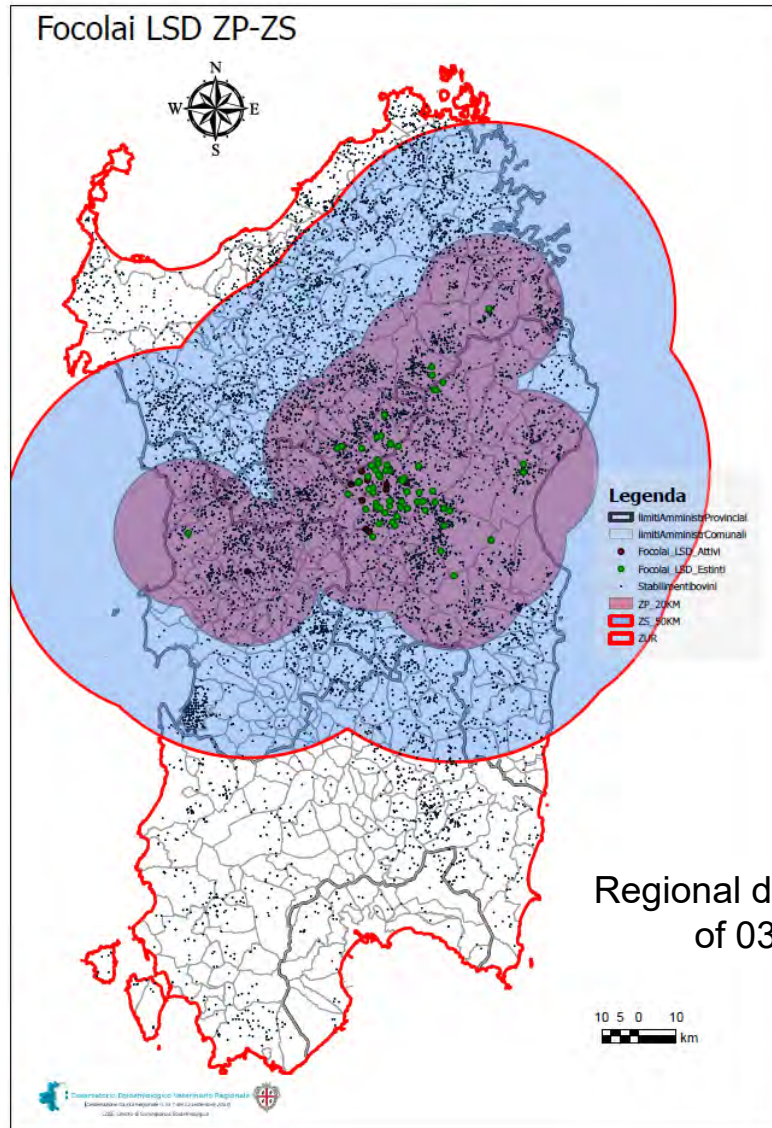 Focolai LSD ZP-ZS
N
W E
S
Legenda
limitiAmministrProvinciali
limitiAmministrComunali
Focolai_LSD_Attivi
Focolai_LSD_Estinti
Stabilimentibovini
ZP_20KM
ZS_50KM
ZUR
Regional d
of 03
10 5 0 10
km
Osservatorio Epidemiologico Veterinario Regionale